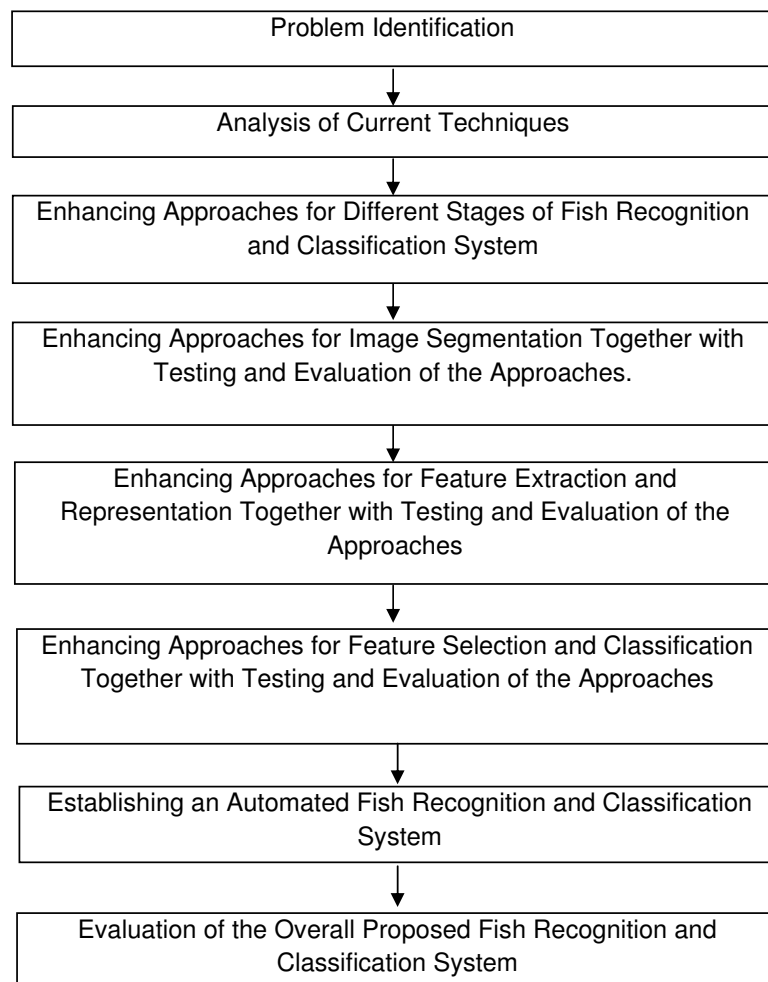 Problem Identification
Analysis of Current Techniques
Enhancing Approaches for Different Stages of Fish Recognition
and Classification System
Enhancing Approaches for Image Segmentation Together with
Testing and Evaluation of the Approaches.
Enhancing Approaches for Feature Extraction and
Representation Together with Testing and Evaluation of the
Approaches
Enhancing Approaches for Feature Selection and Classification
Together with Testing and Evaluation of the Approaches
Establishing an Automated Fish Recognition and Classification
System
Evaluation of the Overall Proposed Fish Recognition and
Classification System